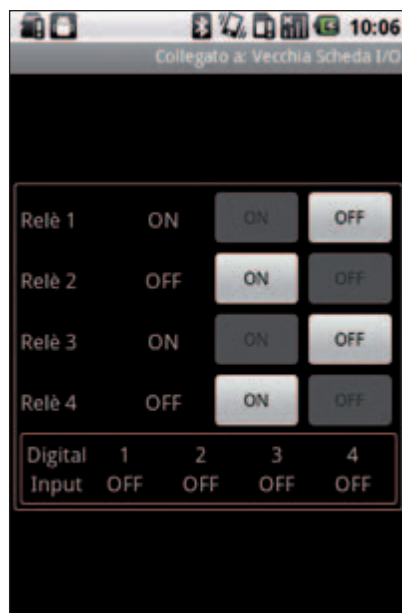 10:06
Collegato a: Vecchia Scheda I/O
Relè 1 ON ON OFF
Relè 2 OFF ON OFF
Relè 3 ON ON OFF
Relè 4 OFF ON OFF
Digital 1 2 3 4
Input OFF OFF OFF OFF